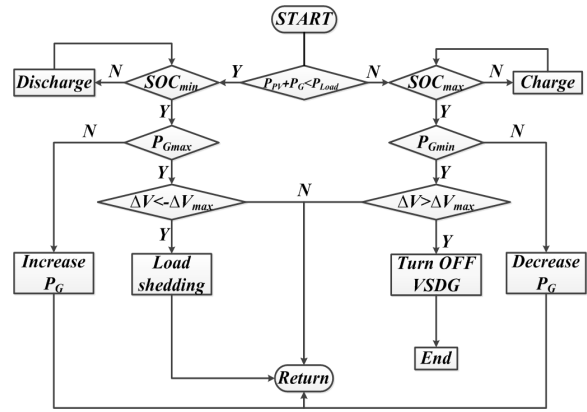 START
Discharge
N
SOCmin
Y
PPV+PG<PLoad
N
SOCmax
N
Charge
Y
Y
N
PGmax
PGmin
N
Y
Y
ΔV<-ΔVmax
N
ΔV>ΔVmax
Y
Y
Increase
PG
Load
shedding
Turn OFF
VSDG
Decrease
PG
End
Return